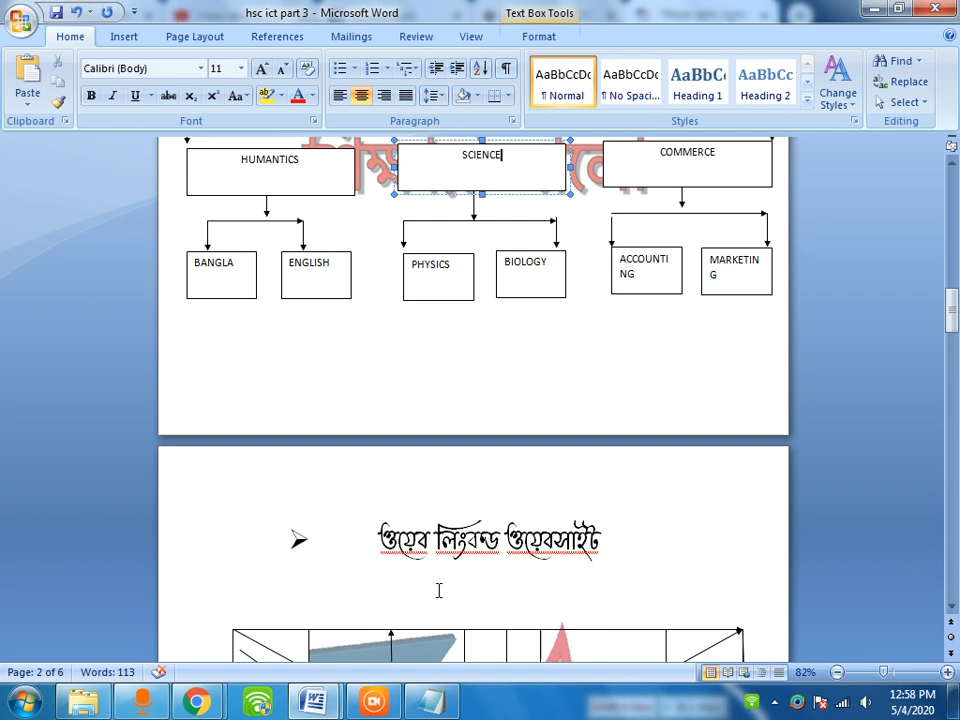 hsc ict part 3 - Microsoft Word
Text Box Tools
Home Insert Page Layout References Mailings Review View Format
Calibri (Body) 11
AaBbCcDc AaBbCcDc AaBbCc AaBbCc
¶ Normal ¶ No Spaci... Heading 1 Heading 2
Paste
Change Styles
Find
Replace
Select
Clipboard Font Paragraph Styles Editing
HUMANTICS SCIENCE COMMERCE
BANGLA ENGLISH PHYSICS BIOLOGY ACCOUNTI MARKETIN
NG G
ওয়েব লিংবন্ড ওয়েবসাইট
Page: 2 of 6 Words: 113 82%
12:58 PM
5/4/2020